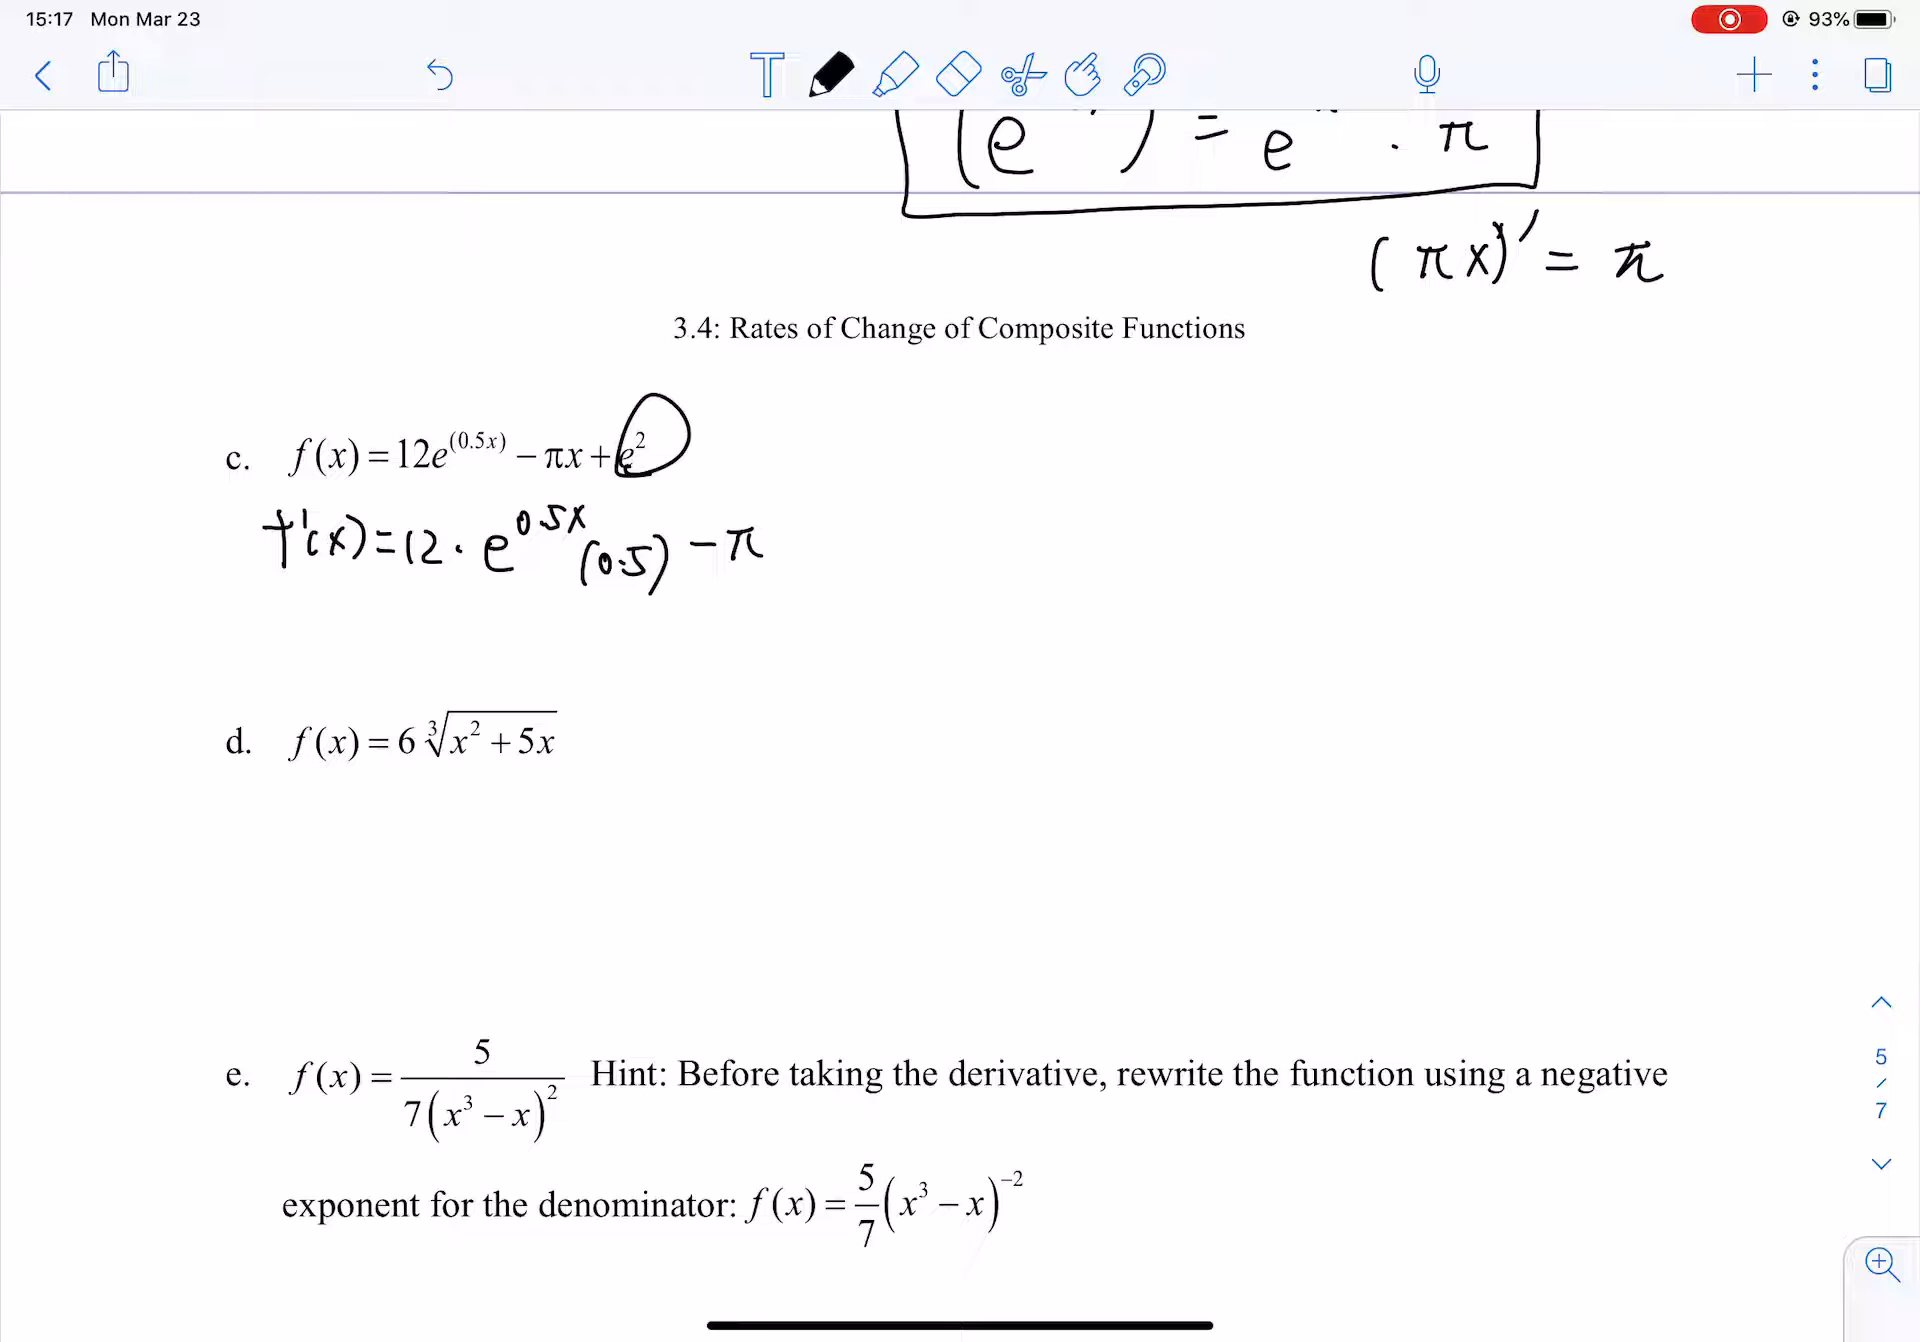 15:17 Mon Mar 23 93%
(e ) = e · π
(πx)' = π
3.4: Rates of Change of Composite Functions
c. f(x) = 12e^(0.5x) − πx + e²
f'(x) = 12 · e^0.5x (0.5) − π
d. f(x) = 6 ∛(x² + 5x)
e. f(x) = 5 / 7(x³ − x)² Hint: Before taking the derivative, rewrite the function using a negative
exponent for the denominator: f(x) = 5/7 (x³ − x)⁻²
5
/
7